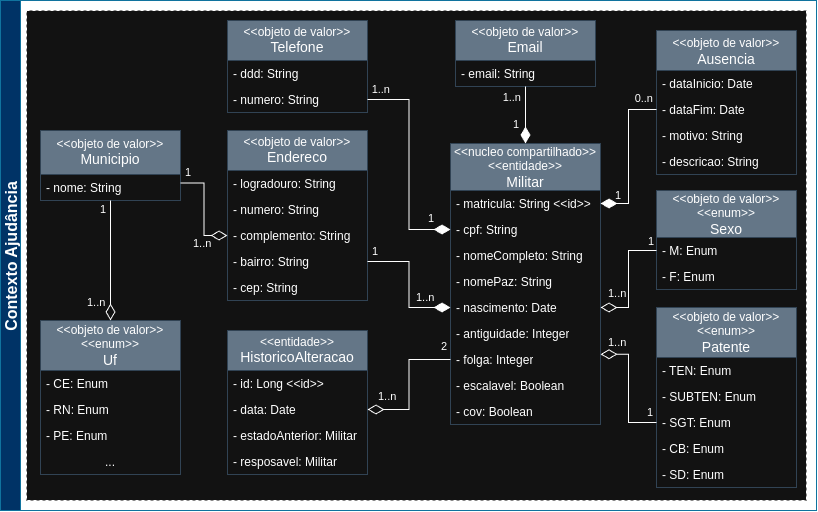 Contexto Ajudância
<<objeto de valor>>
Telefone
- ddd: String
- numero: String
<<objeto de valor>>
Email
- email: String
<<objeto de valor>>
Ausencia
- dataInicio: Date
- dataFim: Date
- motivo: String
- descricao: String
<<objeto de valor>>
Municipio
- nome: String
<<objeto de valor>>
Endereco
- logradouro: String
- numero: String
- complemento: String
- bairro: String
- cep: String
<<nucleo compartilhado>>
<<entidade>>
Militar
- matricula: String <<id>>
- cpf: String
- nomeCompleto: String
- nomePaz: String
- nascimento: Date
- antiguidade: Integer
- folga: Integer
- escalavel: Boolean
- cov: Boolean
<<objeto de valor>>
<<enum>>
Sexo
- M: Enum
- F: Enum
<<objeto de valor>>
<<enum>>
Uf
- CE: Enum
- RN: Enum
- PE: Enum
...
<<entidade>>
HistoricoAlteracao
- id: Long <<id>>
- data: Date
- estadoAnterior: Militar
- resposavel: Militar
<<objeto de valor>>
<<enum>>
Patente
- TEN: Enum
- SUBTEN: Enum
- SGT: Enum
- CB: Enum
- SD: Enum
1..n
1
1..n
1
0..n
1
1
1..n
1
1..n
1
1..n
1
1..n
2
1..n
1..n
1